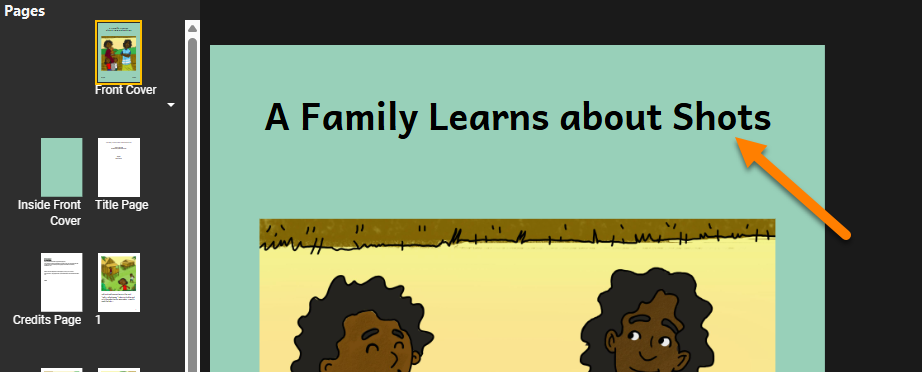 Pages
Front Cover
A Family Learns about Shots
Inside Front
Cover
Title Page
Credits Page
1